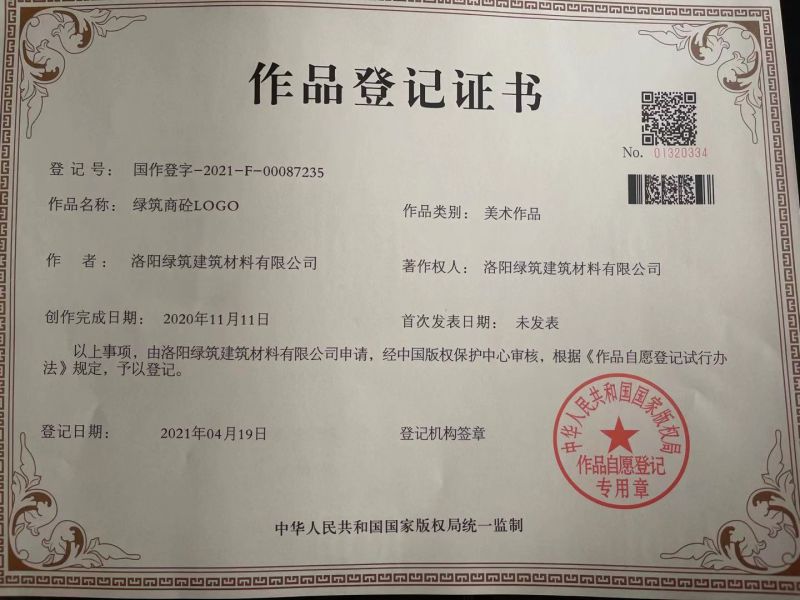 作品登记证书
No. 01320334
登 记 号： 国作登字-2021-F-00087235
作品名称： 绿筑商砼LOGO
作品类别： 美术作品
作 者： 洛阳绿筑建筑材料有限公司
著作权人： 洛阳绿筑建筑材料有限公司
创作完成日期： 2020年11月11日
首次发表日期： 未发表
以上事项，由洛阳绿筑建筑材料有限公司申请，经中国版权保护中心审核，根据《作品自愿登记试行办
法》规定，予以登记。
登记日期： 2021年04月19日
登记机构签章
中华人民共和国国家版权局
作品自愿登记
专用章
中华人民共和国国家版权局统一监制